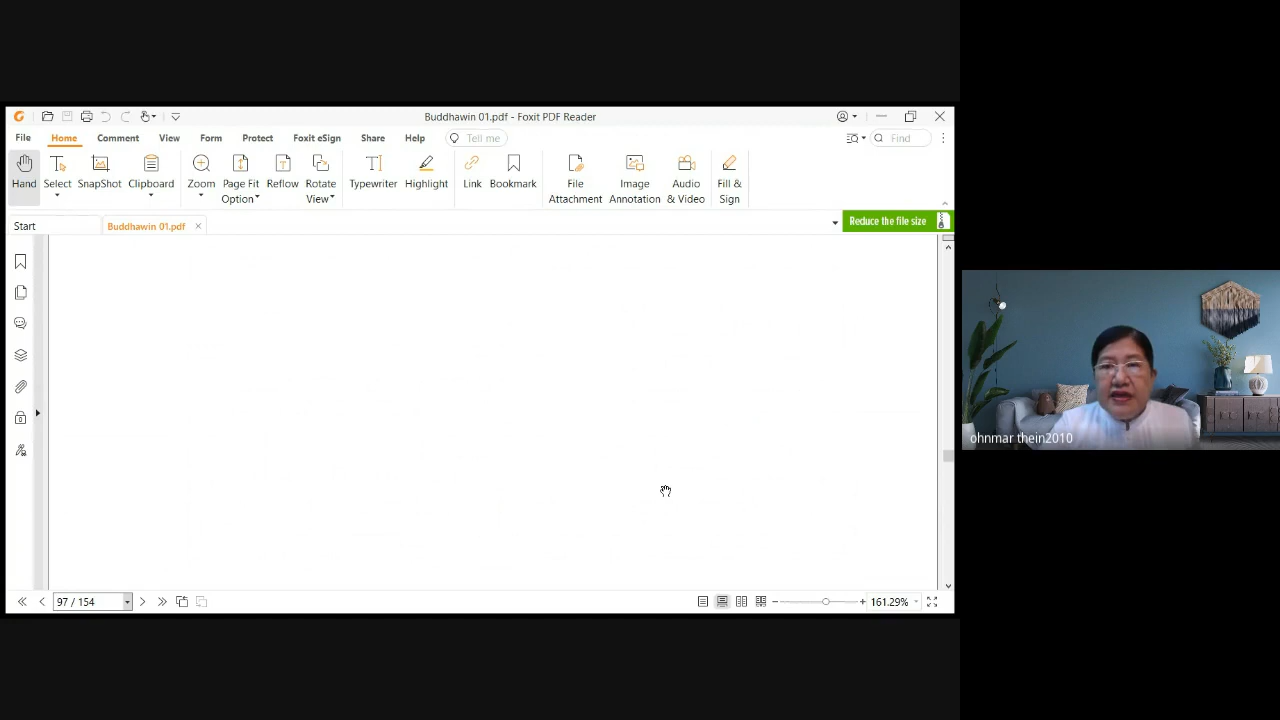 Buddhawin 01.pdf - Foxit PDF Reader
File Home Comment View Form Protect Foxit eSign Share Help Tell me Find
Hand Select SnapShot Clipboard Zoom Page Fit Option Reflow Rotate View Typewriter Highlight Link Bookmark File Attachment Image Annotation Audio & Video Fill & Sign
Start Buddhawin 01.pdf Reduce the file size
ohnmar thein2010
97 / 154 161.29%